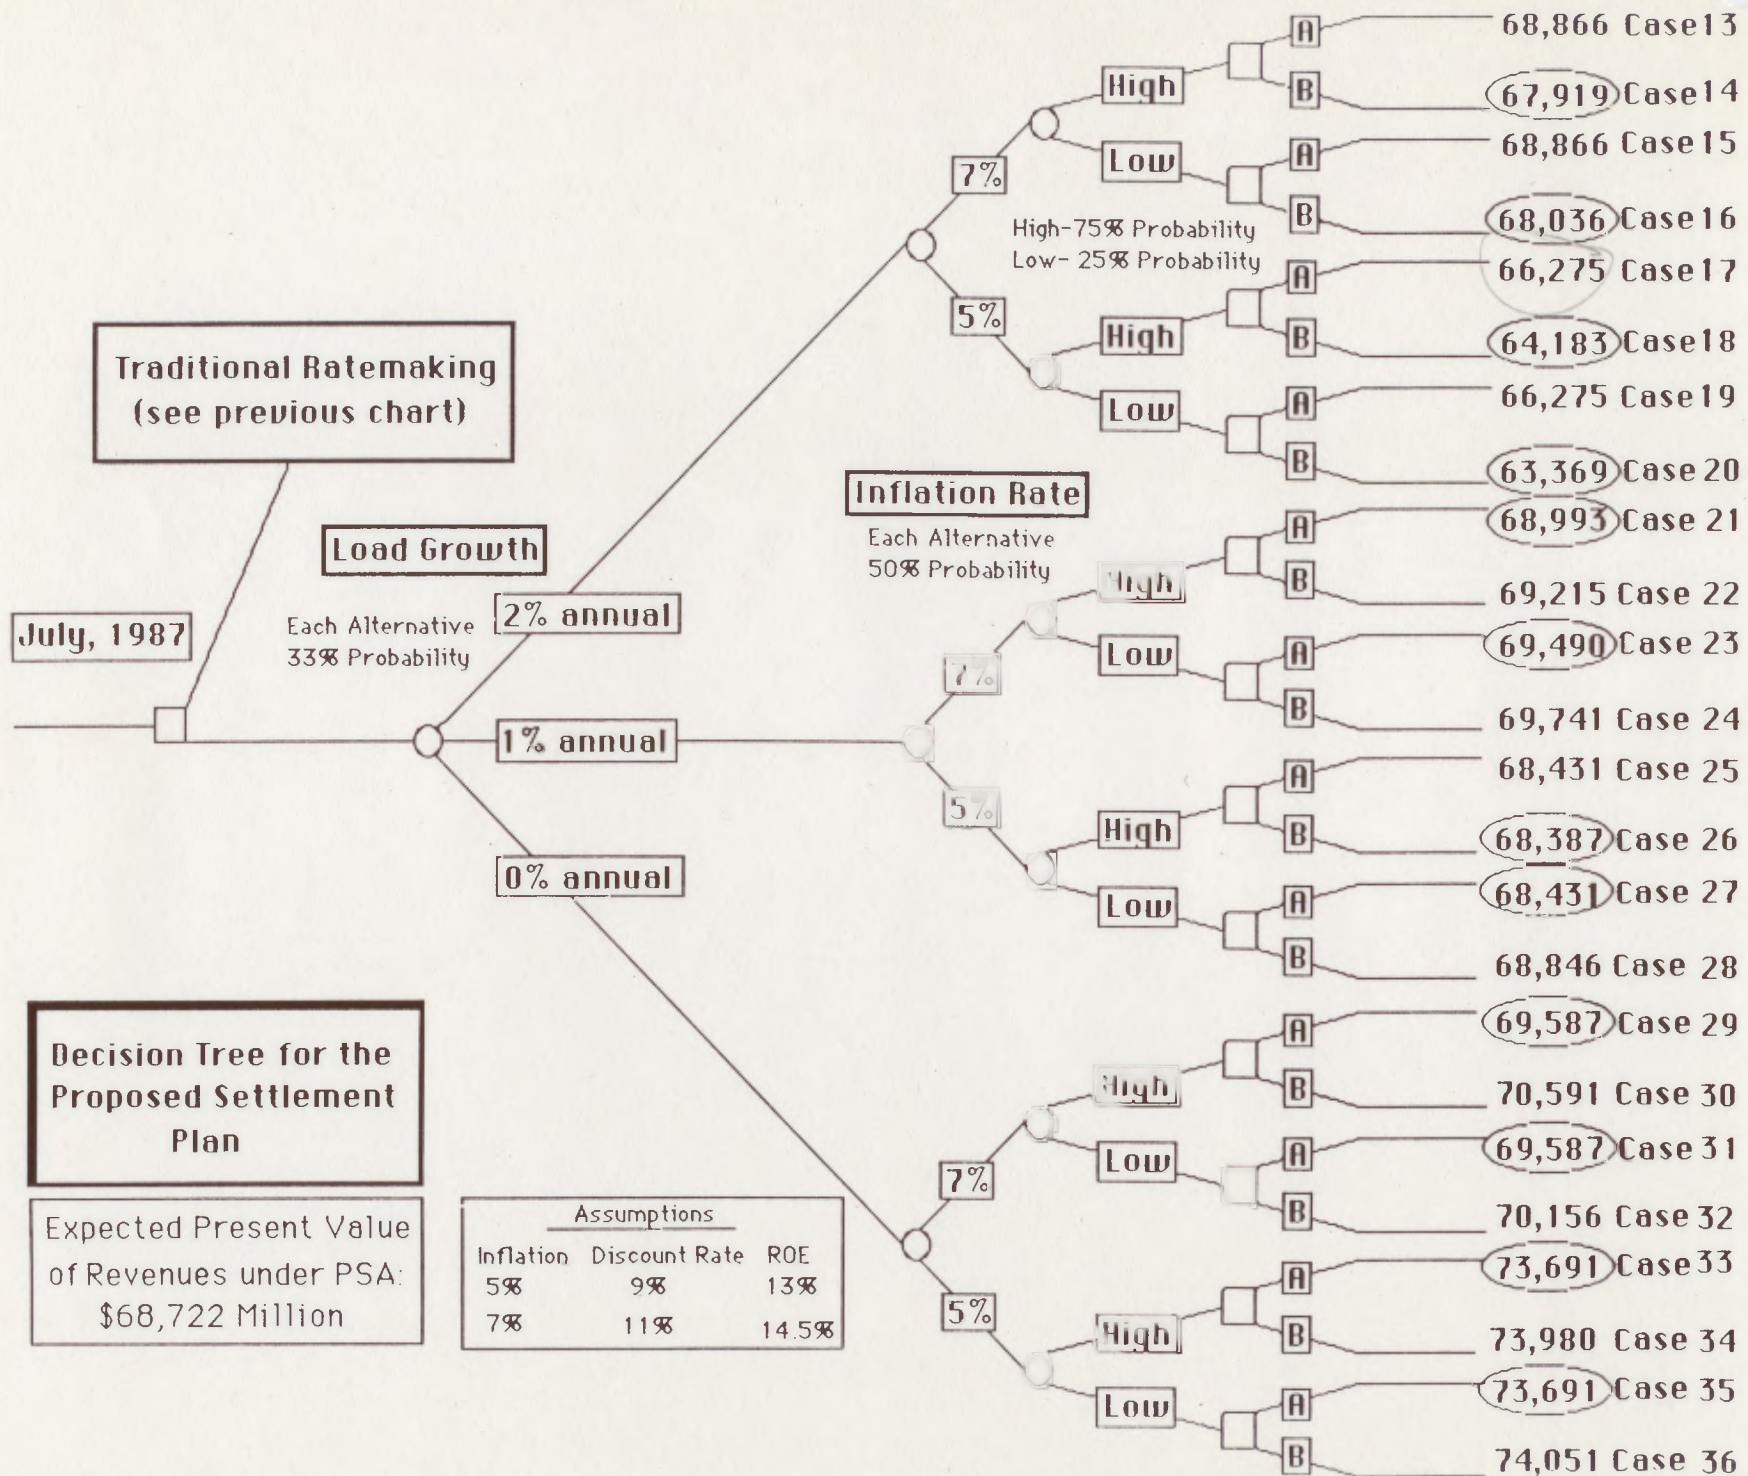 68,866 Case13
A
High
B
67,919 Case14
68,866 Case15
A
Low
7%
B
68,036 Case16
High-75% Probability
Low- 25% Probability
66,275 Case17
A
5%
High
B
64,183 Case18
Traditional Ratemaking
(see previous chart)
66,275 Case19
A
Low
B
63,369 Case 20
Inflation Rate
Each Alternative
50% Probability
68,993 Case 21
A
High
B
69,215 Case 22
Load Growth
Each Alternative
33% Probability
2% annual
July, 1987
69,490 Case 23
A
Low
7%
B
69,741 Case 24
1% annual
68,431 Case 25
A
5%
High
B
68,387 Case 26
0% annual
68,431 Case 27
A
Low
B
68,846 Case 28
69,587 Case 29
A
High
B
70,591 Case 30
Decision Tree for the
Proposed Settlement
Plan
69,587 Case 31
A
Low
7%
B
70,156 Case 32
Expected Present Value
of Revenues under PSA:
$68,722 Million
Assumptions
Inflation Discount Rate ROE
5% 9% 13%
7% 11% 14.5%
73,691 Case33
A
5%
High
B
73,980 Case 34
73,691 Case 35
A
Low
B
74,051 Case 36